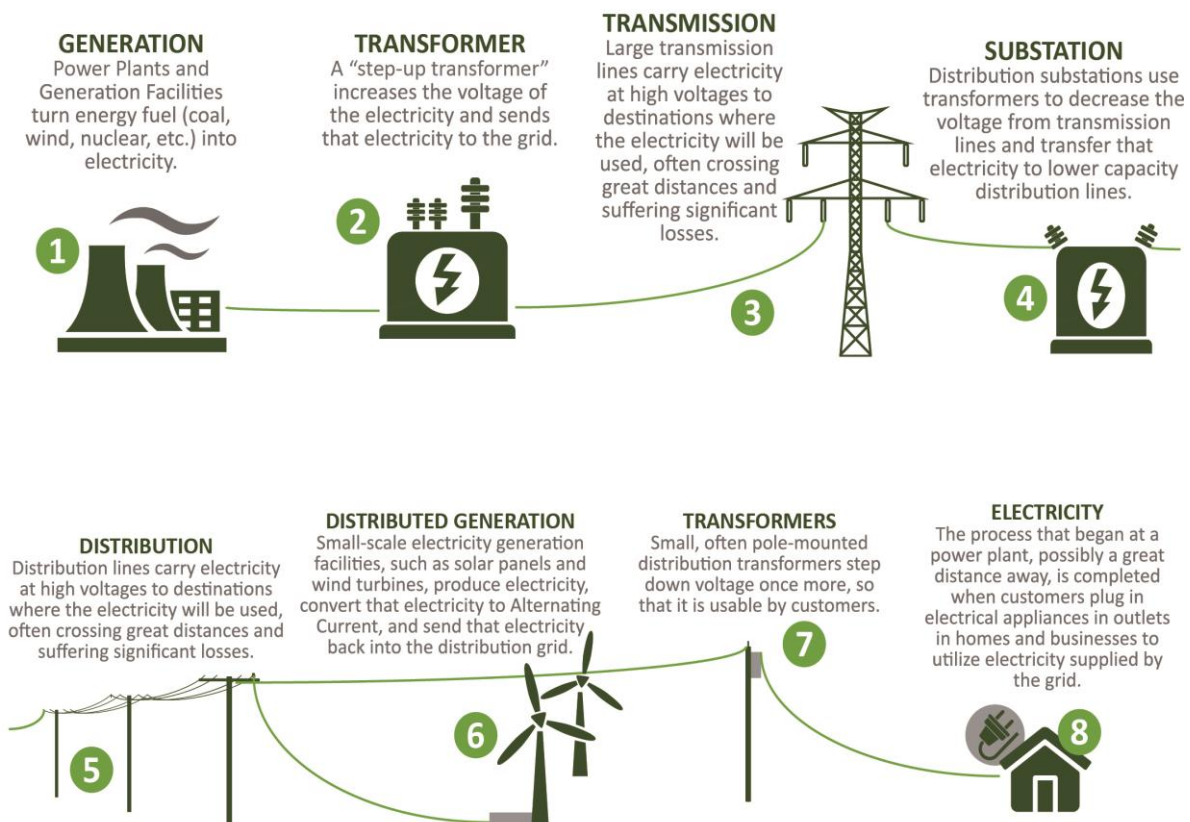 GENERATION
Power Plants and
Generation Facilities
turn energy fuel (coal,
wind, nuclear, etc.) into
electricity.
1
TRANSFORMER
A “step-up transformer”
increases the voltage of
the electricity and sends
that electricity to the grid.
2
TRANSMISSION
Large transmission
lines carry electricity
at high voltages to
destinations where
the electricity will be
used, often crossing
great distances and
suffering significant
losses.
3
SUBSTATION
Distribution substations use
transformers to decrease the
voltage from transmission
lines and transfer that
electricity to lower capacity
distribution lines.
4
DISTRIBUTION
Distribution lines carry electricity
at high voltages to destinations
where the electricity will be used,
often crossing great distances and
suffering significant losses.
5
DISTRIBUTED GENERATION
Small-scale electricity generation
facilities, such as solar panels and
wind turbines, produce electricity,
convert that electricity to Alternating
Current, and send that electricity
back into the distribution grid.
6
TRANSFORMERS
Small, often pole-mounted
distribution transformers step
down voltage once more, so
that it is usable by customers.
7
ELECTRICITY
The process that began at a
power plant, possibly a great
distance away, is completed
when customers plug in
electrical appliances in outlets
in homes and businesses to
utilize electricity supplied by
the grid.
8